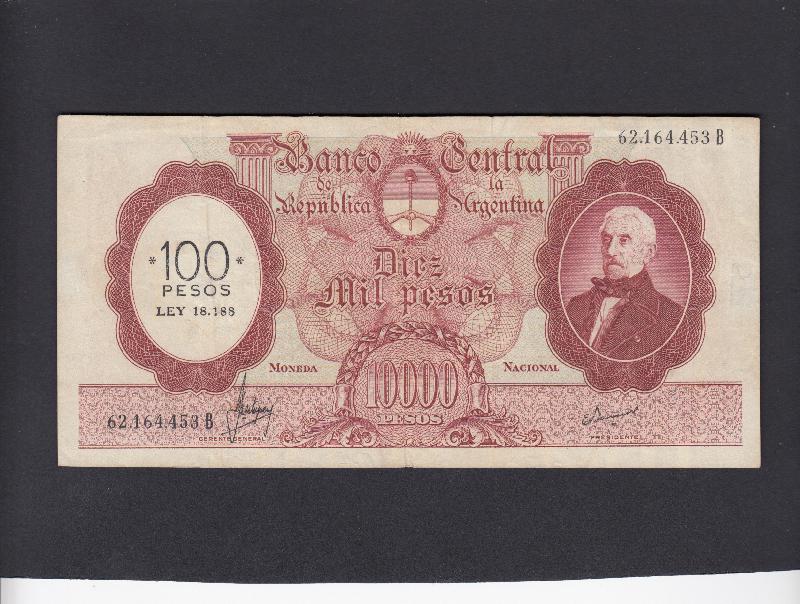 62.164.453 B
Banco Central
de la
República Argentina
Diez
Mil pesos
* 100 *
PESOS
LEY 18.188
MONEDA NACIONAL
10000
PESOS
62.164.453 B
GERENTE GENERAL
PRESIDENTE